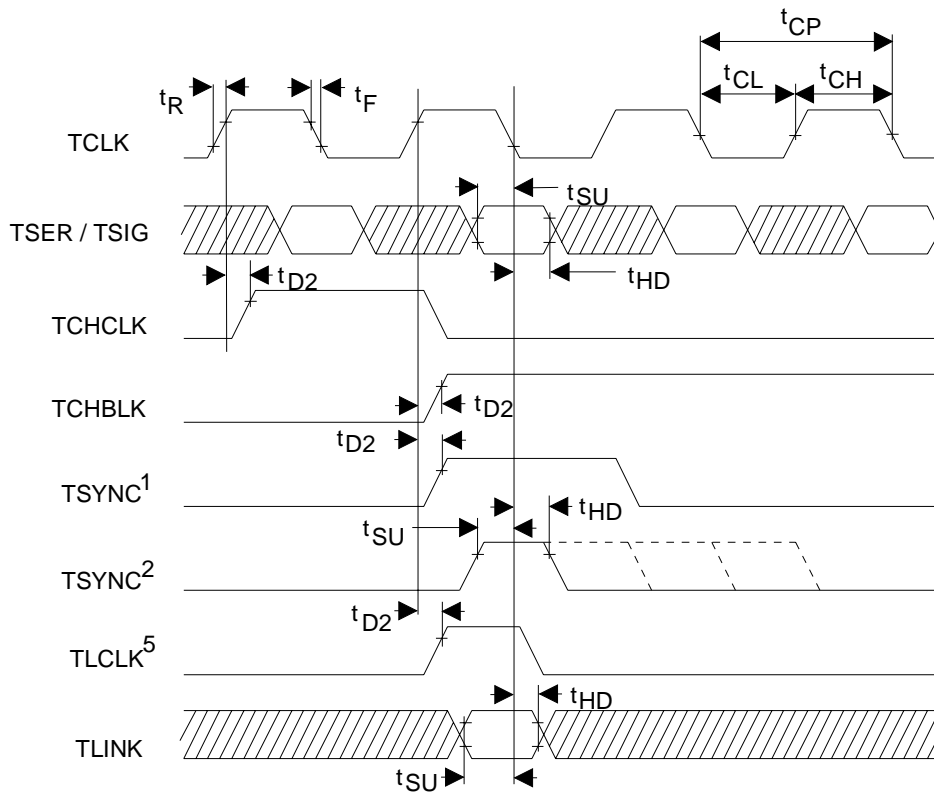 tCP
tCL tCH
tR tF
TCLK
tSU
TSER / TSIG
tHD
tD2
TCHCLK
TCHBLK
tD2
tD2
TSYNC1
tHD
tSU
TSYNC2
tD2
TLCLK5
tHD
TLINK
tSU